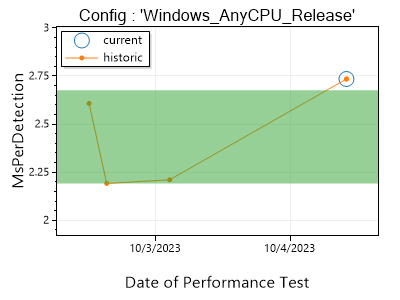 Config : 'Windows_AnyCPU_Release'
current
historic
3
2.75
2.5
2.25
2
MsPerDetection
10/3/2023
10/4/2023
Date of Performance Test